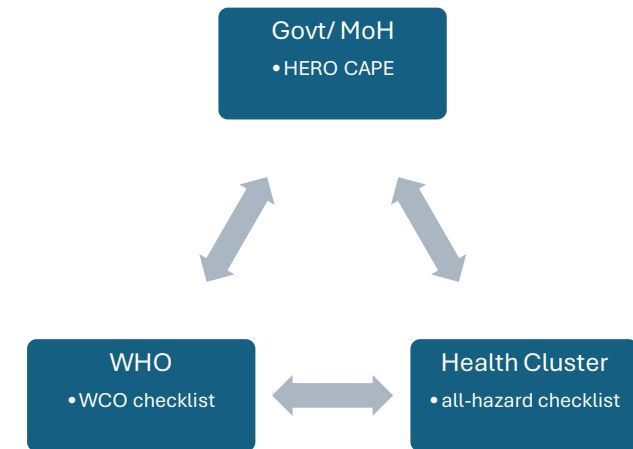 Govt/ MoH
•HERO CAPE
WHO
•WCO checklist
Health Cluster
•all-hazard checklist